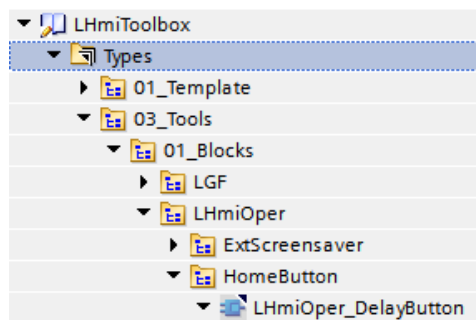 LHmiToolbox
Types
01_Template
03_Tools
01_Blocks
LGF
LHmiOper
ExtScreensaver
HomeButton
LHmiOper_DelayButton